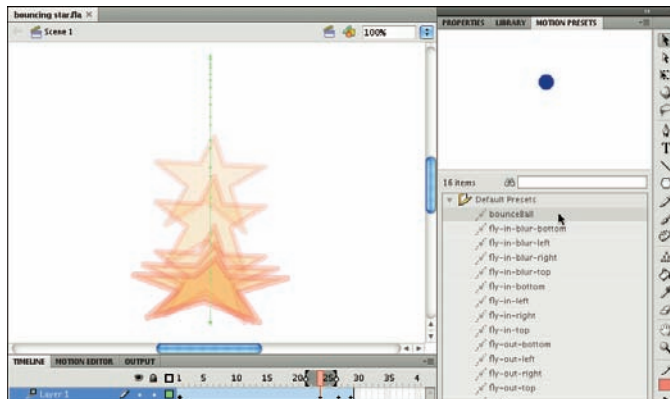 bouncing star.fla
Scene 1
100%
PROPERTIES LIBRARY MOTION PRESETS
16 items
Default Presets
bounceBall
fly-in-blur-bottom
fly-in-blur-left
fly-in-blur-right
fly-in-blur-top
fly-in-bottom
fly-in-left
fly-in-right
fly-in-top
fly-out-bottom
fly-out-left
fly-out-right
fly-out-top
TIMELINE MOTION EDITOR OUTPUT
1 5 10 15 20 25 30 35 4
Layer 1